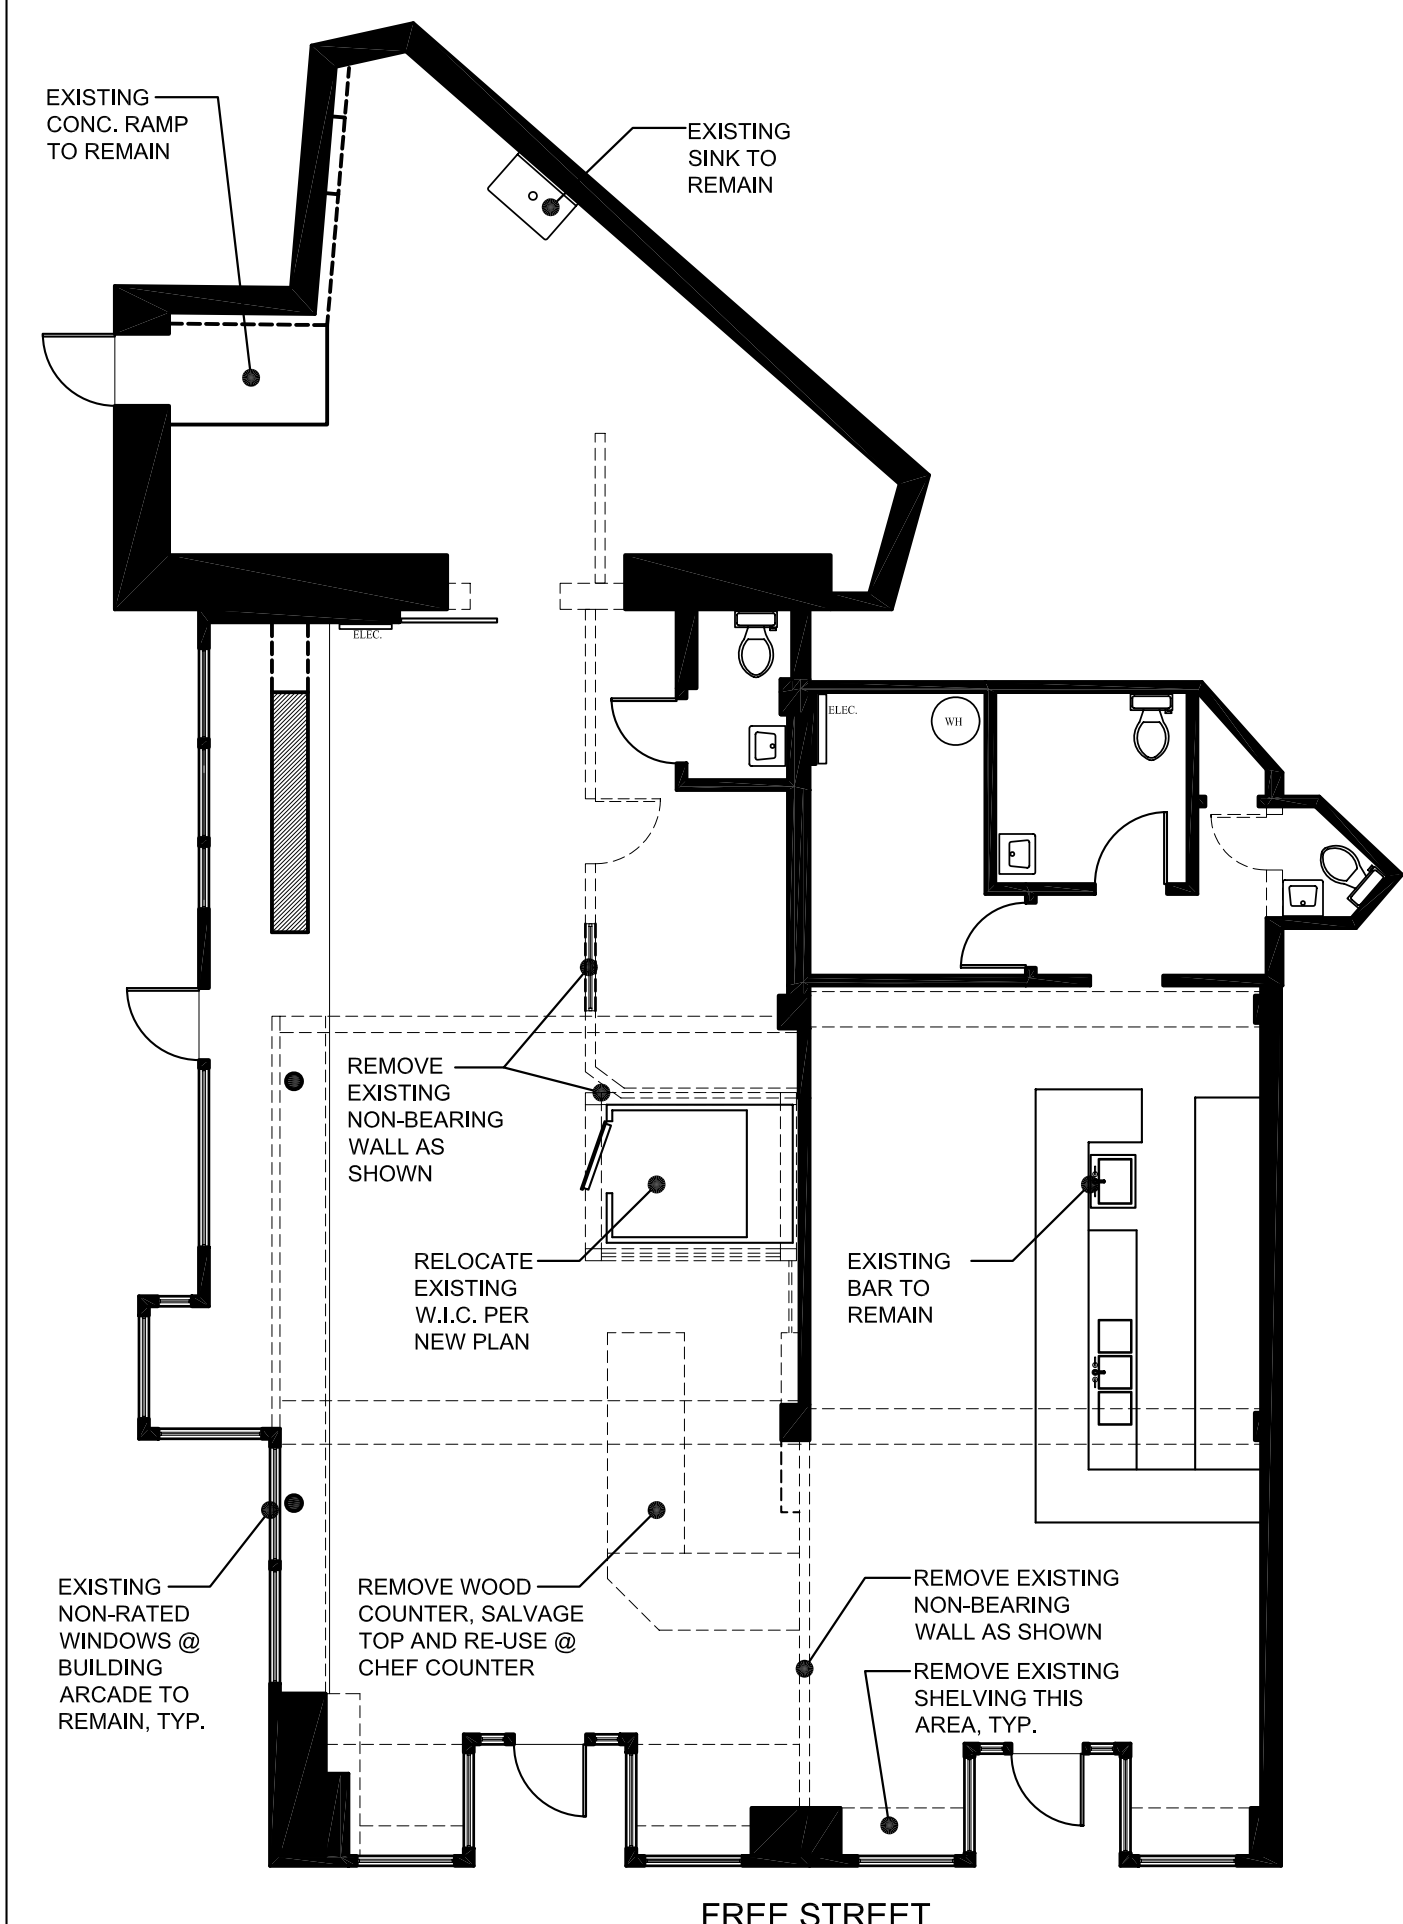 EXISTING
CONC. RAMP
TO REMAIN
EXISTING
SINK TO
REMAIN
ELEC.
ELEC.
WH
REMOVE
EXISTING
NON-BEARING
WALL AS
SHOWN
RELOCATE
EXISTING
W.I.C. PER
NEW PLAN
EXISTING
BAR TO
REMAIN
EXISTING
NON-RATED
WINDOWS @
BUILDING
ARCADE TO
REMAIN, TYP.
REMOVE WOOD
COUNTER, SALVAGE
TOP AND RE-USE @
CHEF COUNTER
REMOVE EXISTING
NON-BEARING
WALL AS SHOWN
REMOVE EXISTING
SHELVING THIS
AREA, TYP.
FREE STREET